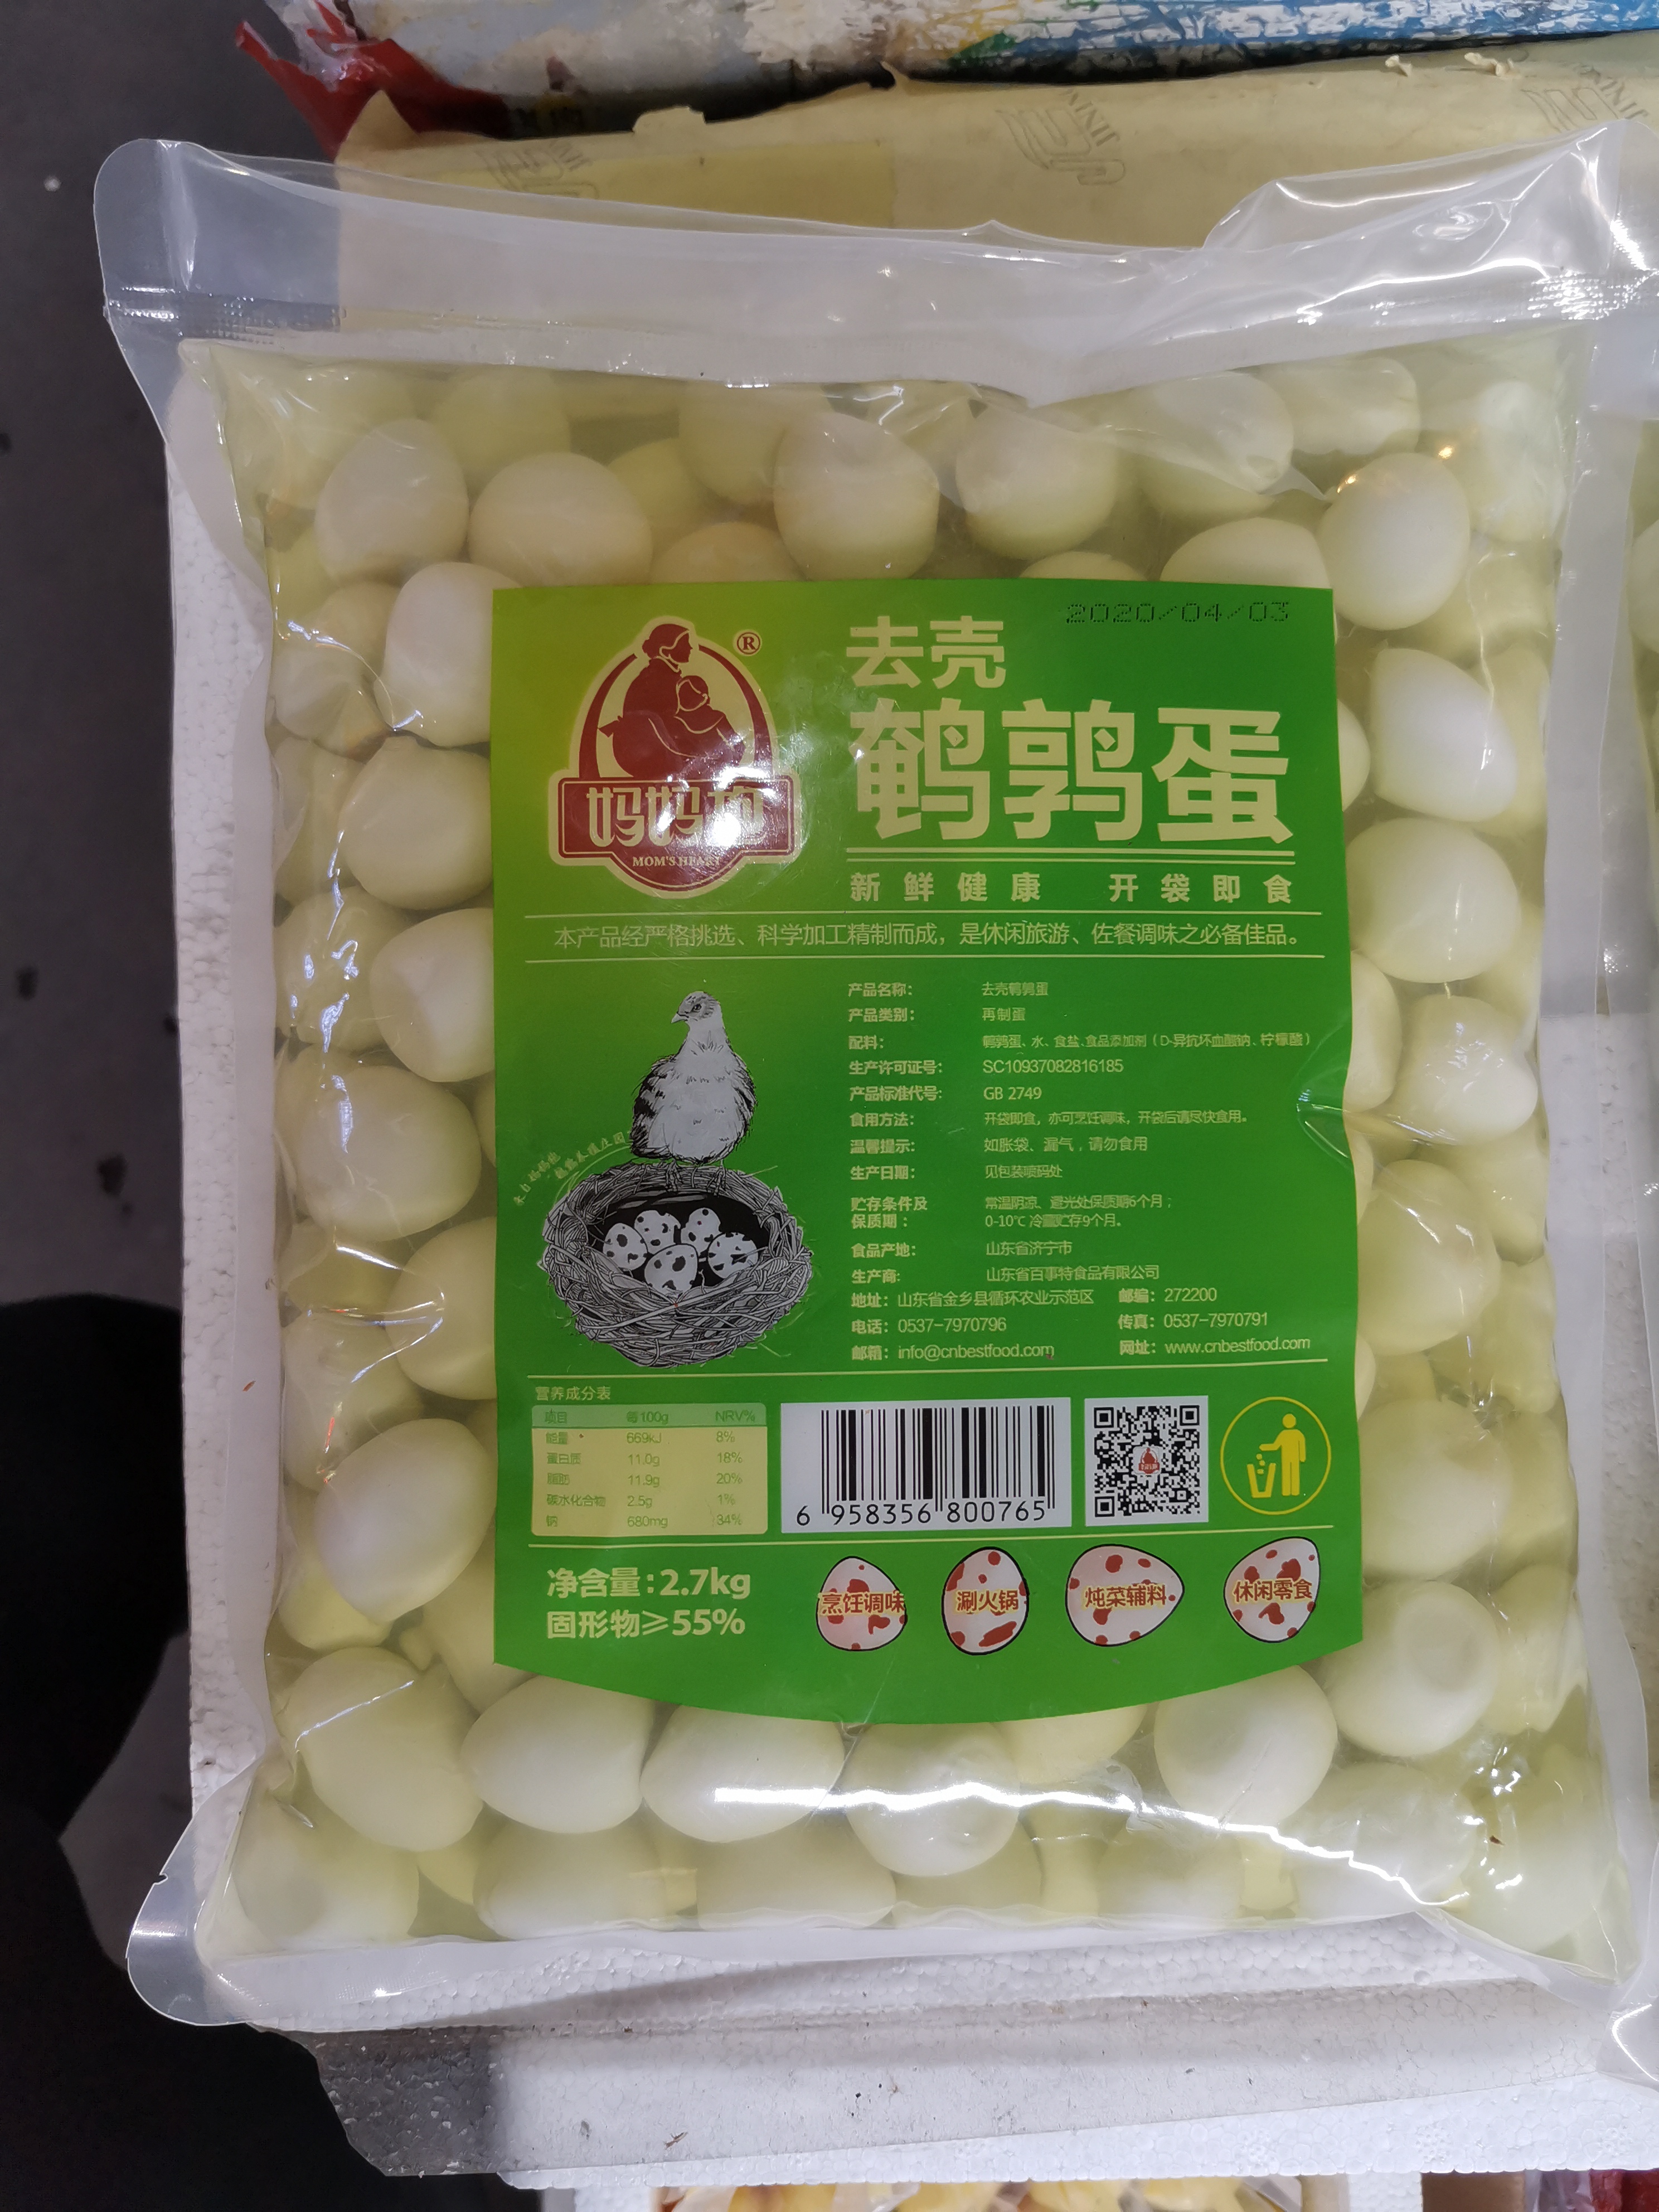 2020/04/03
®
去壳
鹌鹑蛋
妈妈
MOM'S HEART
新鲜健康 开袋即食
本产品经严格挑选、科学加工精制而成，是休闲旅游、佐餐调味之必备佳品。
产品名称： 去壳鹌鹑蛋
产品类别： 再制蛋
配料： 鹌鹑蛋、水、食盐、食品添加剂（D-异抗坏血酸钠、柠檬酸）
生产许可证号： SC10937082816185
产品标准代号： GB 2749
食用方法： 开袋即食，亦可烹饪调味，开袋后请尽快食用。
温馨提示： 如胀袋、漏气，请勿食用
生产日期： 见包装喷码处
贮存条件及
保质期： 常温阴凉、避光处保质期6个月；
0-10℃ 冷藏贮存9个月。
食品产地： 山东省济宁市
生产商： 山东省百事特食品有限公司
地址：山东省金乡县循环农业示范区 邮编：272200
电话：0537-7970796 传真：0537-7970791
邮箱：info@cnbestfood.com 网址：www.cnbestfood.com
营养成分表
项目 每100g NRV%
能量 669kJ 8%
蛋白质 11.0g 18%
脂肪 11.9g 20%
碳水化合物 2.5g 1%
钠 680mg 34%
6 958356 800765
净含量：2.7kg
固形物≥55%
烹饪调味 涮火锅 炖菜辅料 休闲零食